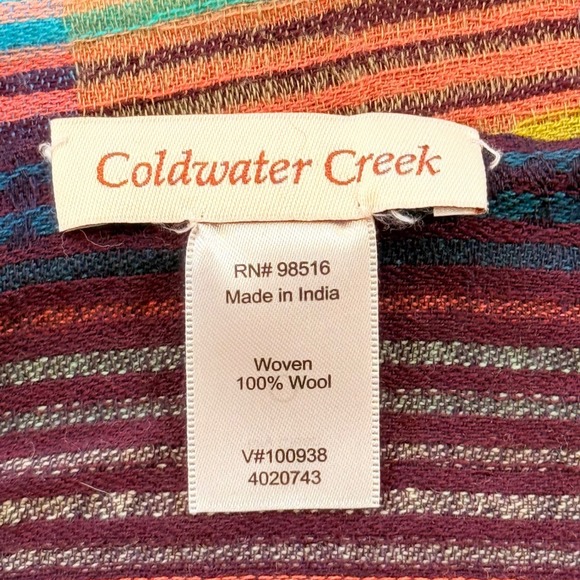 Coldwater Creek
RN# 98516
Made in India
Woven
100% Wool
V#100938
4020743